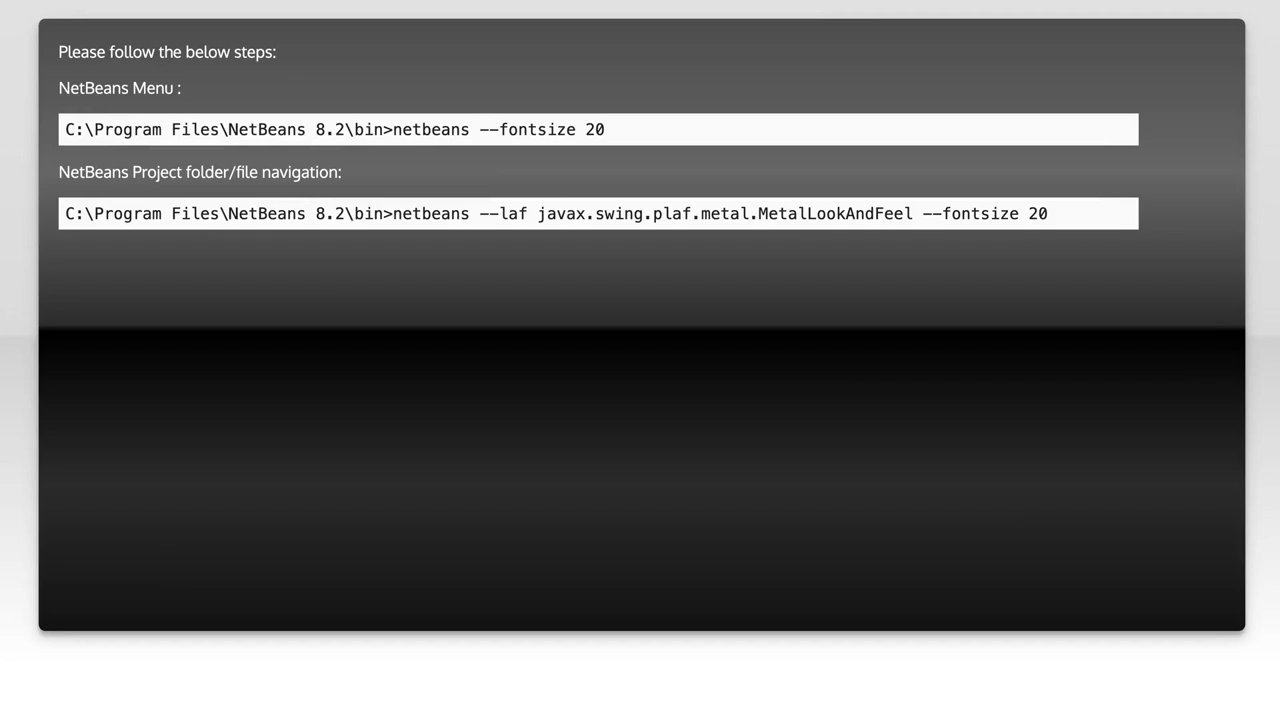 Please follow the below steps:
NetBeans Menu :
C:\Program Files\NetBeans 8.2\bin>netbeans --fontsize 20
NetBeans Project folder/file navigation:
C:\Program Files\NetBeans 8.2\bin>netbeans --laf javax.swing.plaf.metal.MetalLookAndFeel --fontsize 20